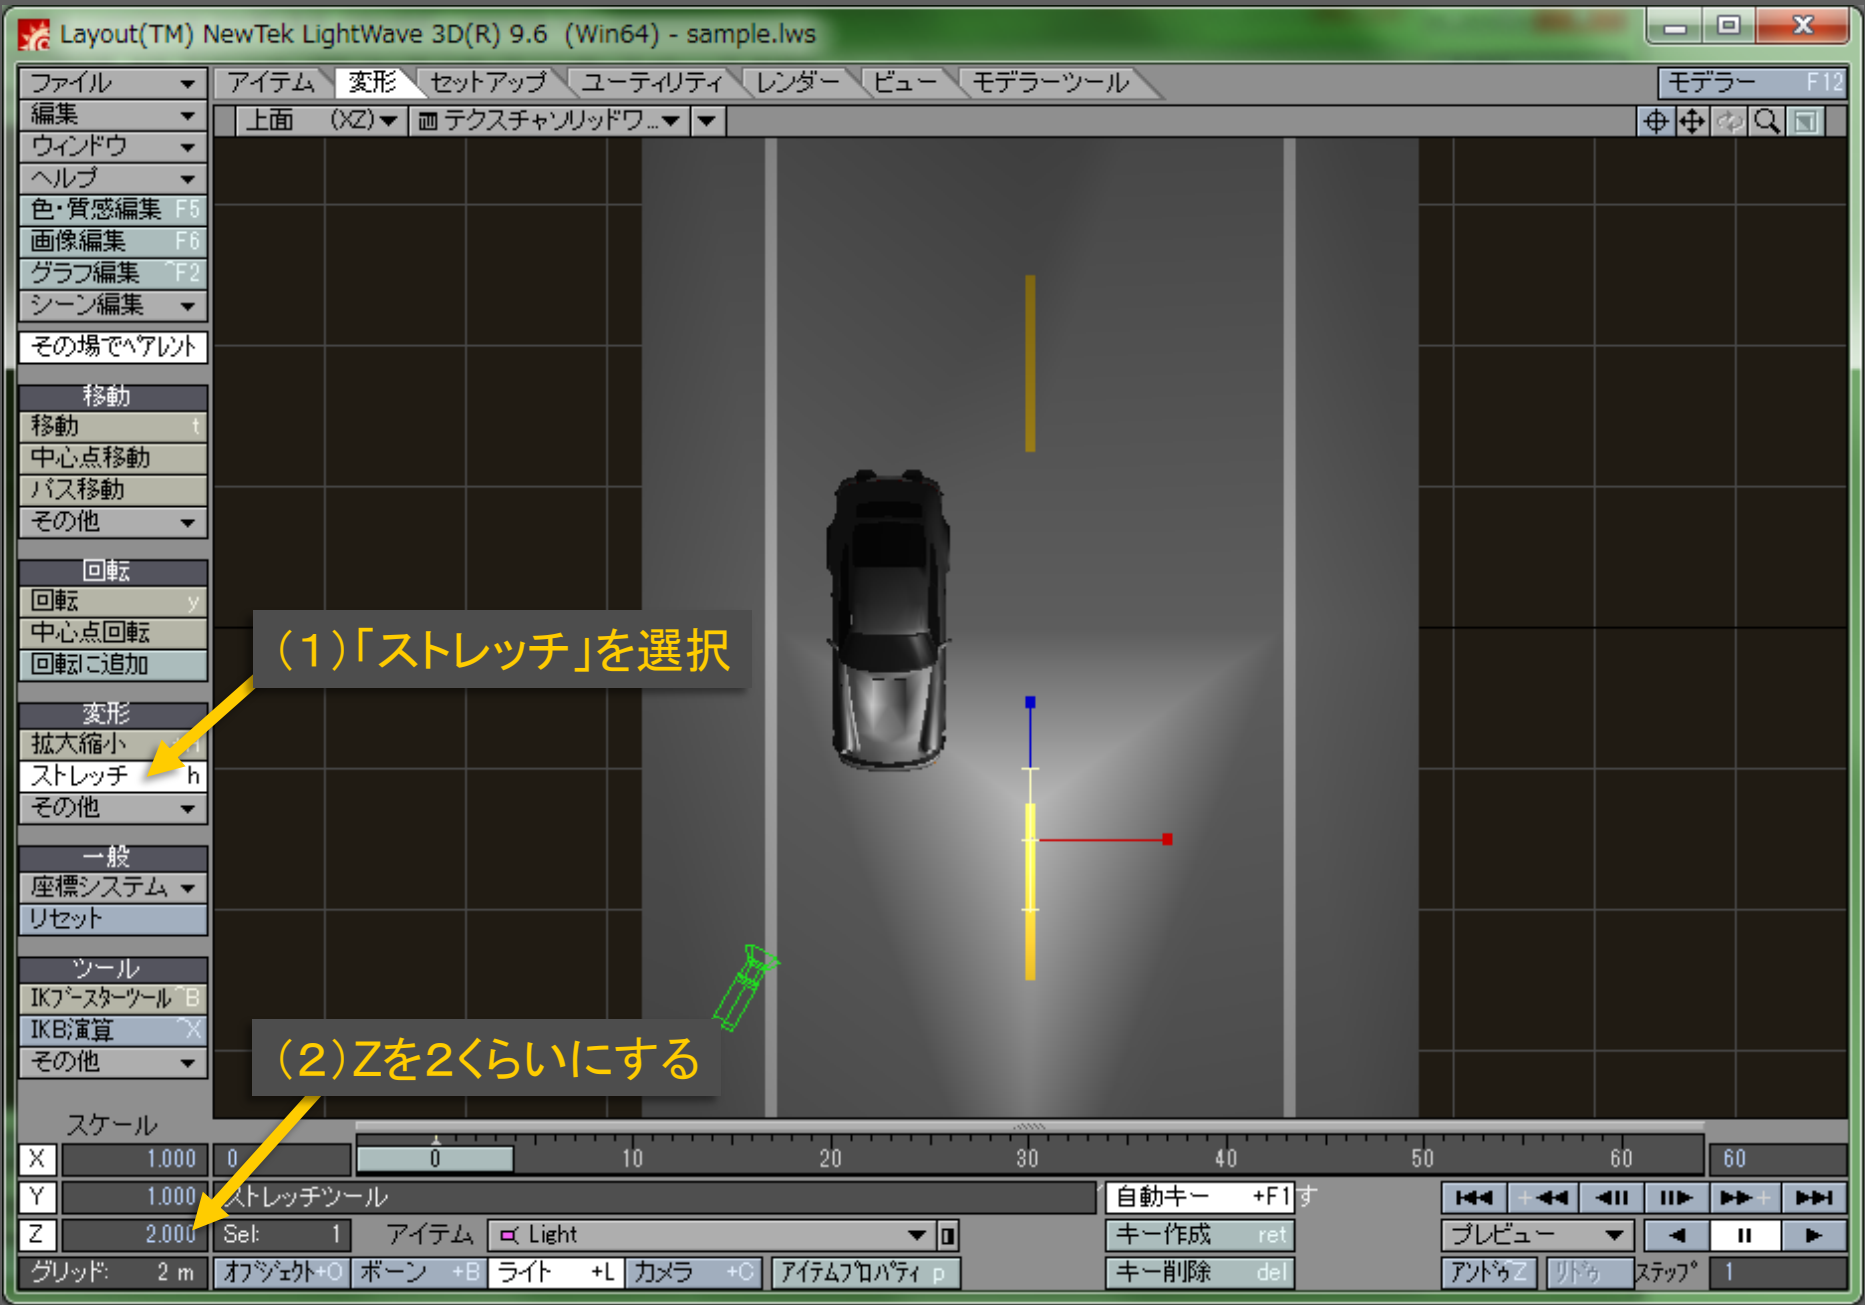 Layout(TM) NewTek LightWave 3D(R) 9.6 (Win64) - sample.lws
ファイル
アイテム 変形 セットアップ ユーティリティ レンダー ビュー モデラーツール
モデラー F12
編集
上面 (XZ) テクスチャソリッドワ...
ウィンドウ
ヘルプ
色・質感編集 F5
画像編集 F6
グラフ編集 ^F2
シーン編集
その場でペアレント
移動
移動 t
中心点移動
パス移動
その他
回転
回転 y
中心点回転
回転に追加
(1)「ストレッチ」を選択
変形
拡大縮小
ストレッチ h
その他
一般
座標システム
リセット
ツール
IKブースターツール ^B
IKB演算 ^X
その他
(2)Zを2くらいにする
スケール
X 1.000 0 0 10 20 30 40 50 60 60
Y 1.000 ストレッチツール 自動キー +F1 す
Z 2.000 Sel: 1 アイテム Light キー作成 ret プレビュー
グリッド: 2 m オブジェクト +O ボーン +B ライト +L カメラ +C アイテムプロパティ p キー削除 del アンドゥ Z リドゥ ステップ 1